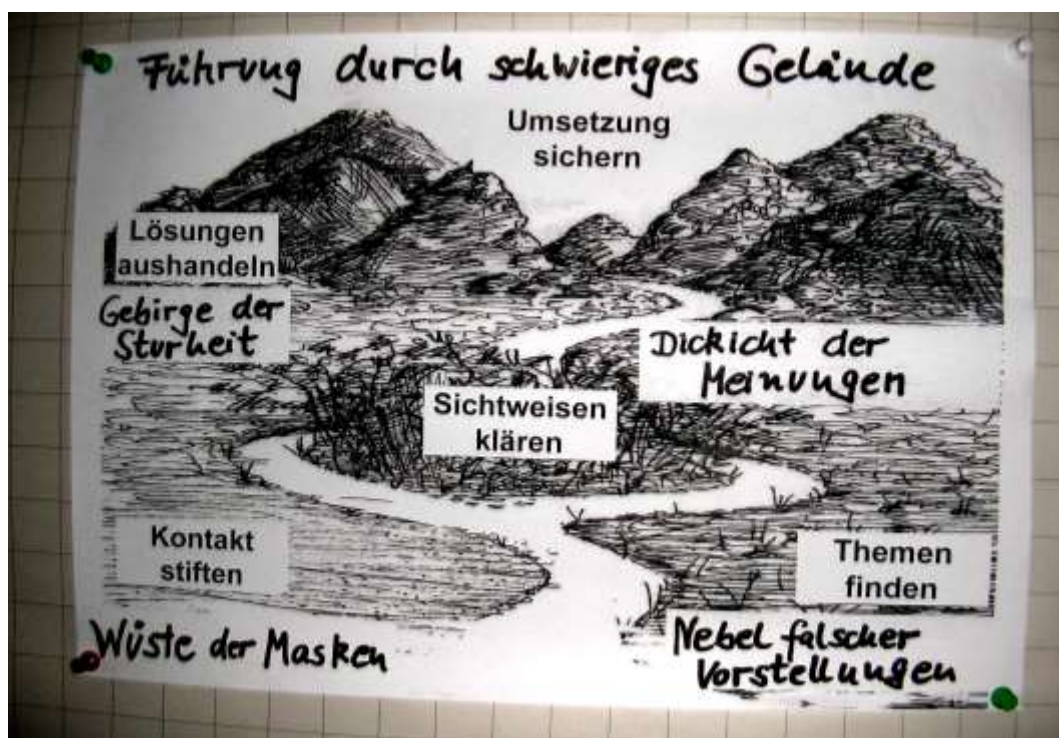 Führung durch schwieriges Gelände
Umsetzung
sichern
Lösungen
aushandeln
Gebirge der
Sturheit
Dickicht der
Meinungen
Sichtweisen
klären
Kontakt
stiften
Themen
finden
Wüste der Masken
Nebel falscher
Vorstellungen